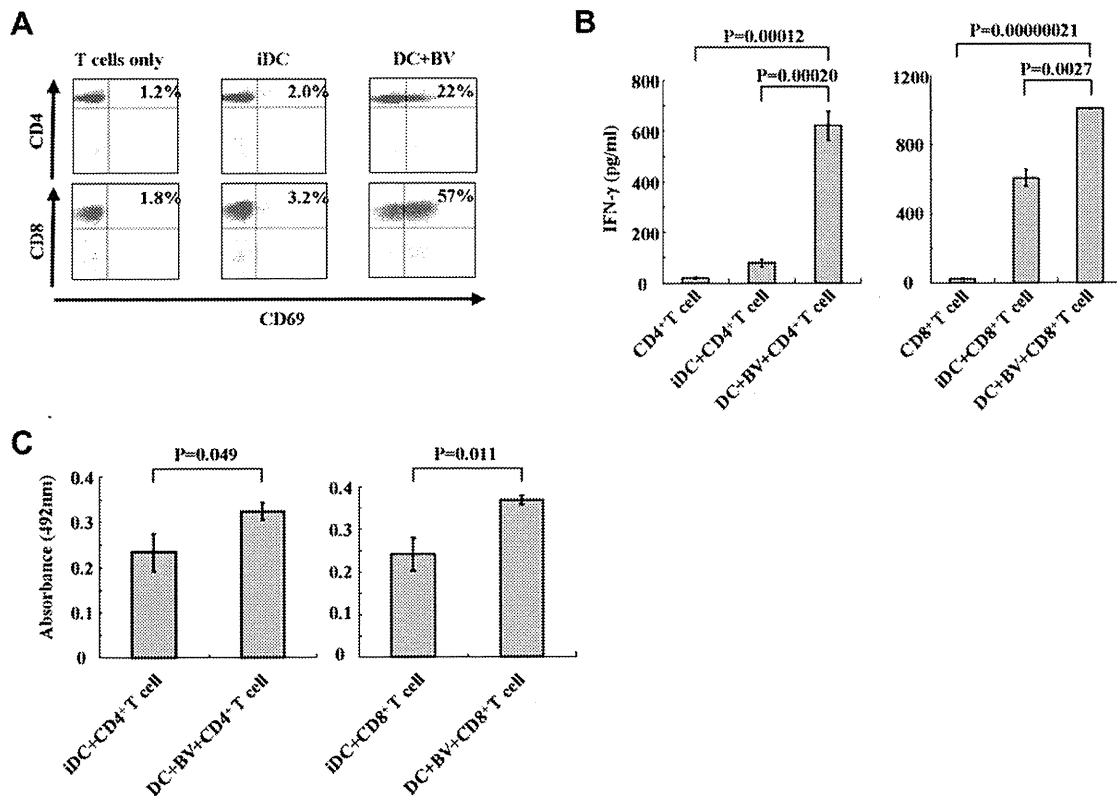 A
T cells only
iDC
DC+BV
CD4
1.2%
2.0%
22%
CD8
1.8%
3.2%
57%
CD69
B
P=0.00012
P=0.00020
IFN-γ (pg/ml)
800
600
400
200
0
CD4⁺T cell
iDC+CD4⁺T cell
DC+BV+CD4⁺T cell
P=0.00000021
P=0.0027
1200
900
600
300
0
CD8⁺T cell
iDC+CD8⁺T cell
DC+BV+CD8⁺T cell
C
P=0.049
Absorbance (492nm)
0.4
0.3
0.2
0.1
0
iDC+CD4⁺T cell
DC+BV+CD4⁺T cell
P=0.011
0.4
0.3
0.2
0.1
0
iDC+CD8⁺T cell
DC+BV+CD8⁺T cell